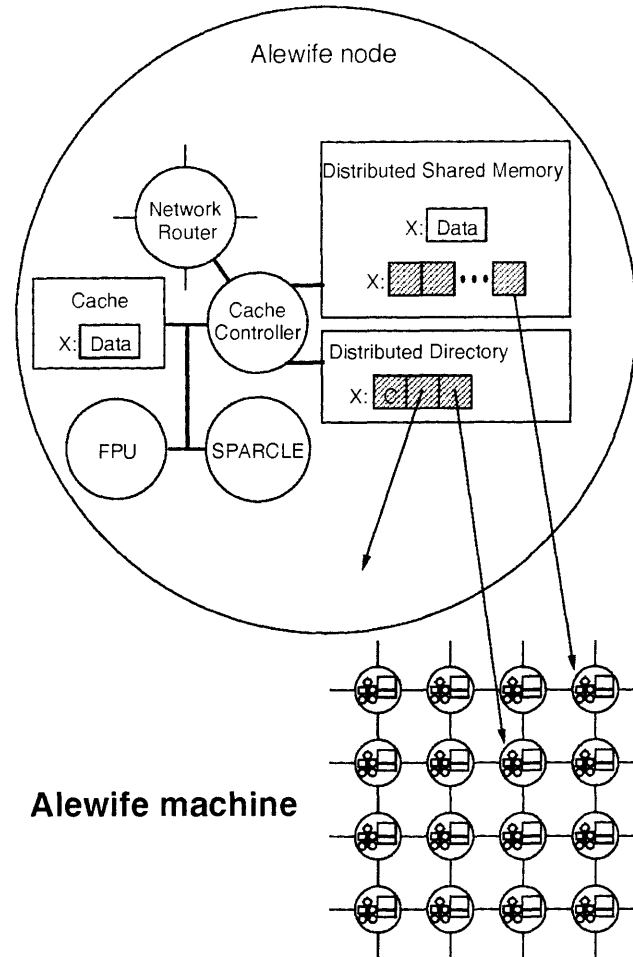 Alewife node
Distributed Shared Memory
X: Data
X:
Network
Router
Cache
X: Data
Cache
Controller
Distributed Directory
X: C
FPU
SPARCLE
Alewife machine